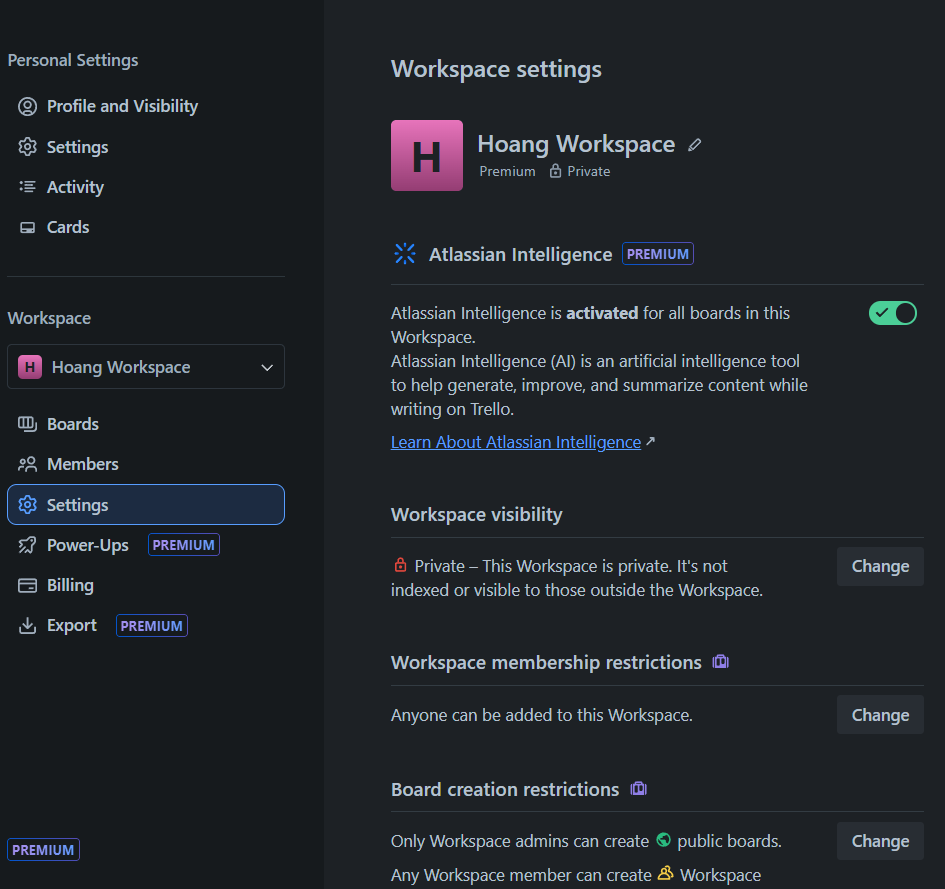 Personal Settings
Profile and Visibility
Settings
Activity
Cards
Workspace
H Hoang Workspace
Boards
Members
Settings
Power-Ups PREMIUM
Billing
Export PREMIUM
PREMIUM
Workspace settings
H
Hoang Workspace
Premium Private
Atlassian Intelligence PREMIUM
Atlassian Intelligence is activated for all boards in this
Workspace.
Atlassian Intelligence (AI) is an artificial intelligence tool
to help generate, improve, and summarize content while
writing on Trello.
Learn About Atlassian Intelligence
Workspace visibility
Private – This Workspace is private. It's not
indexed or visible to those outside the Workspace.
Change
Workspace membership restrictions
Anyone can be added to this Workspace.
Change
Board creation restrictions
Only Workspace admins can create public boards.
Change
Any Workspace member can create Workspace